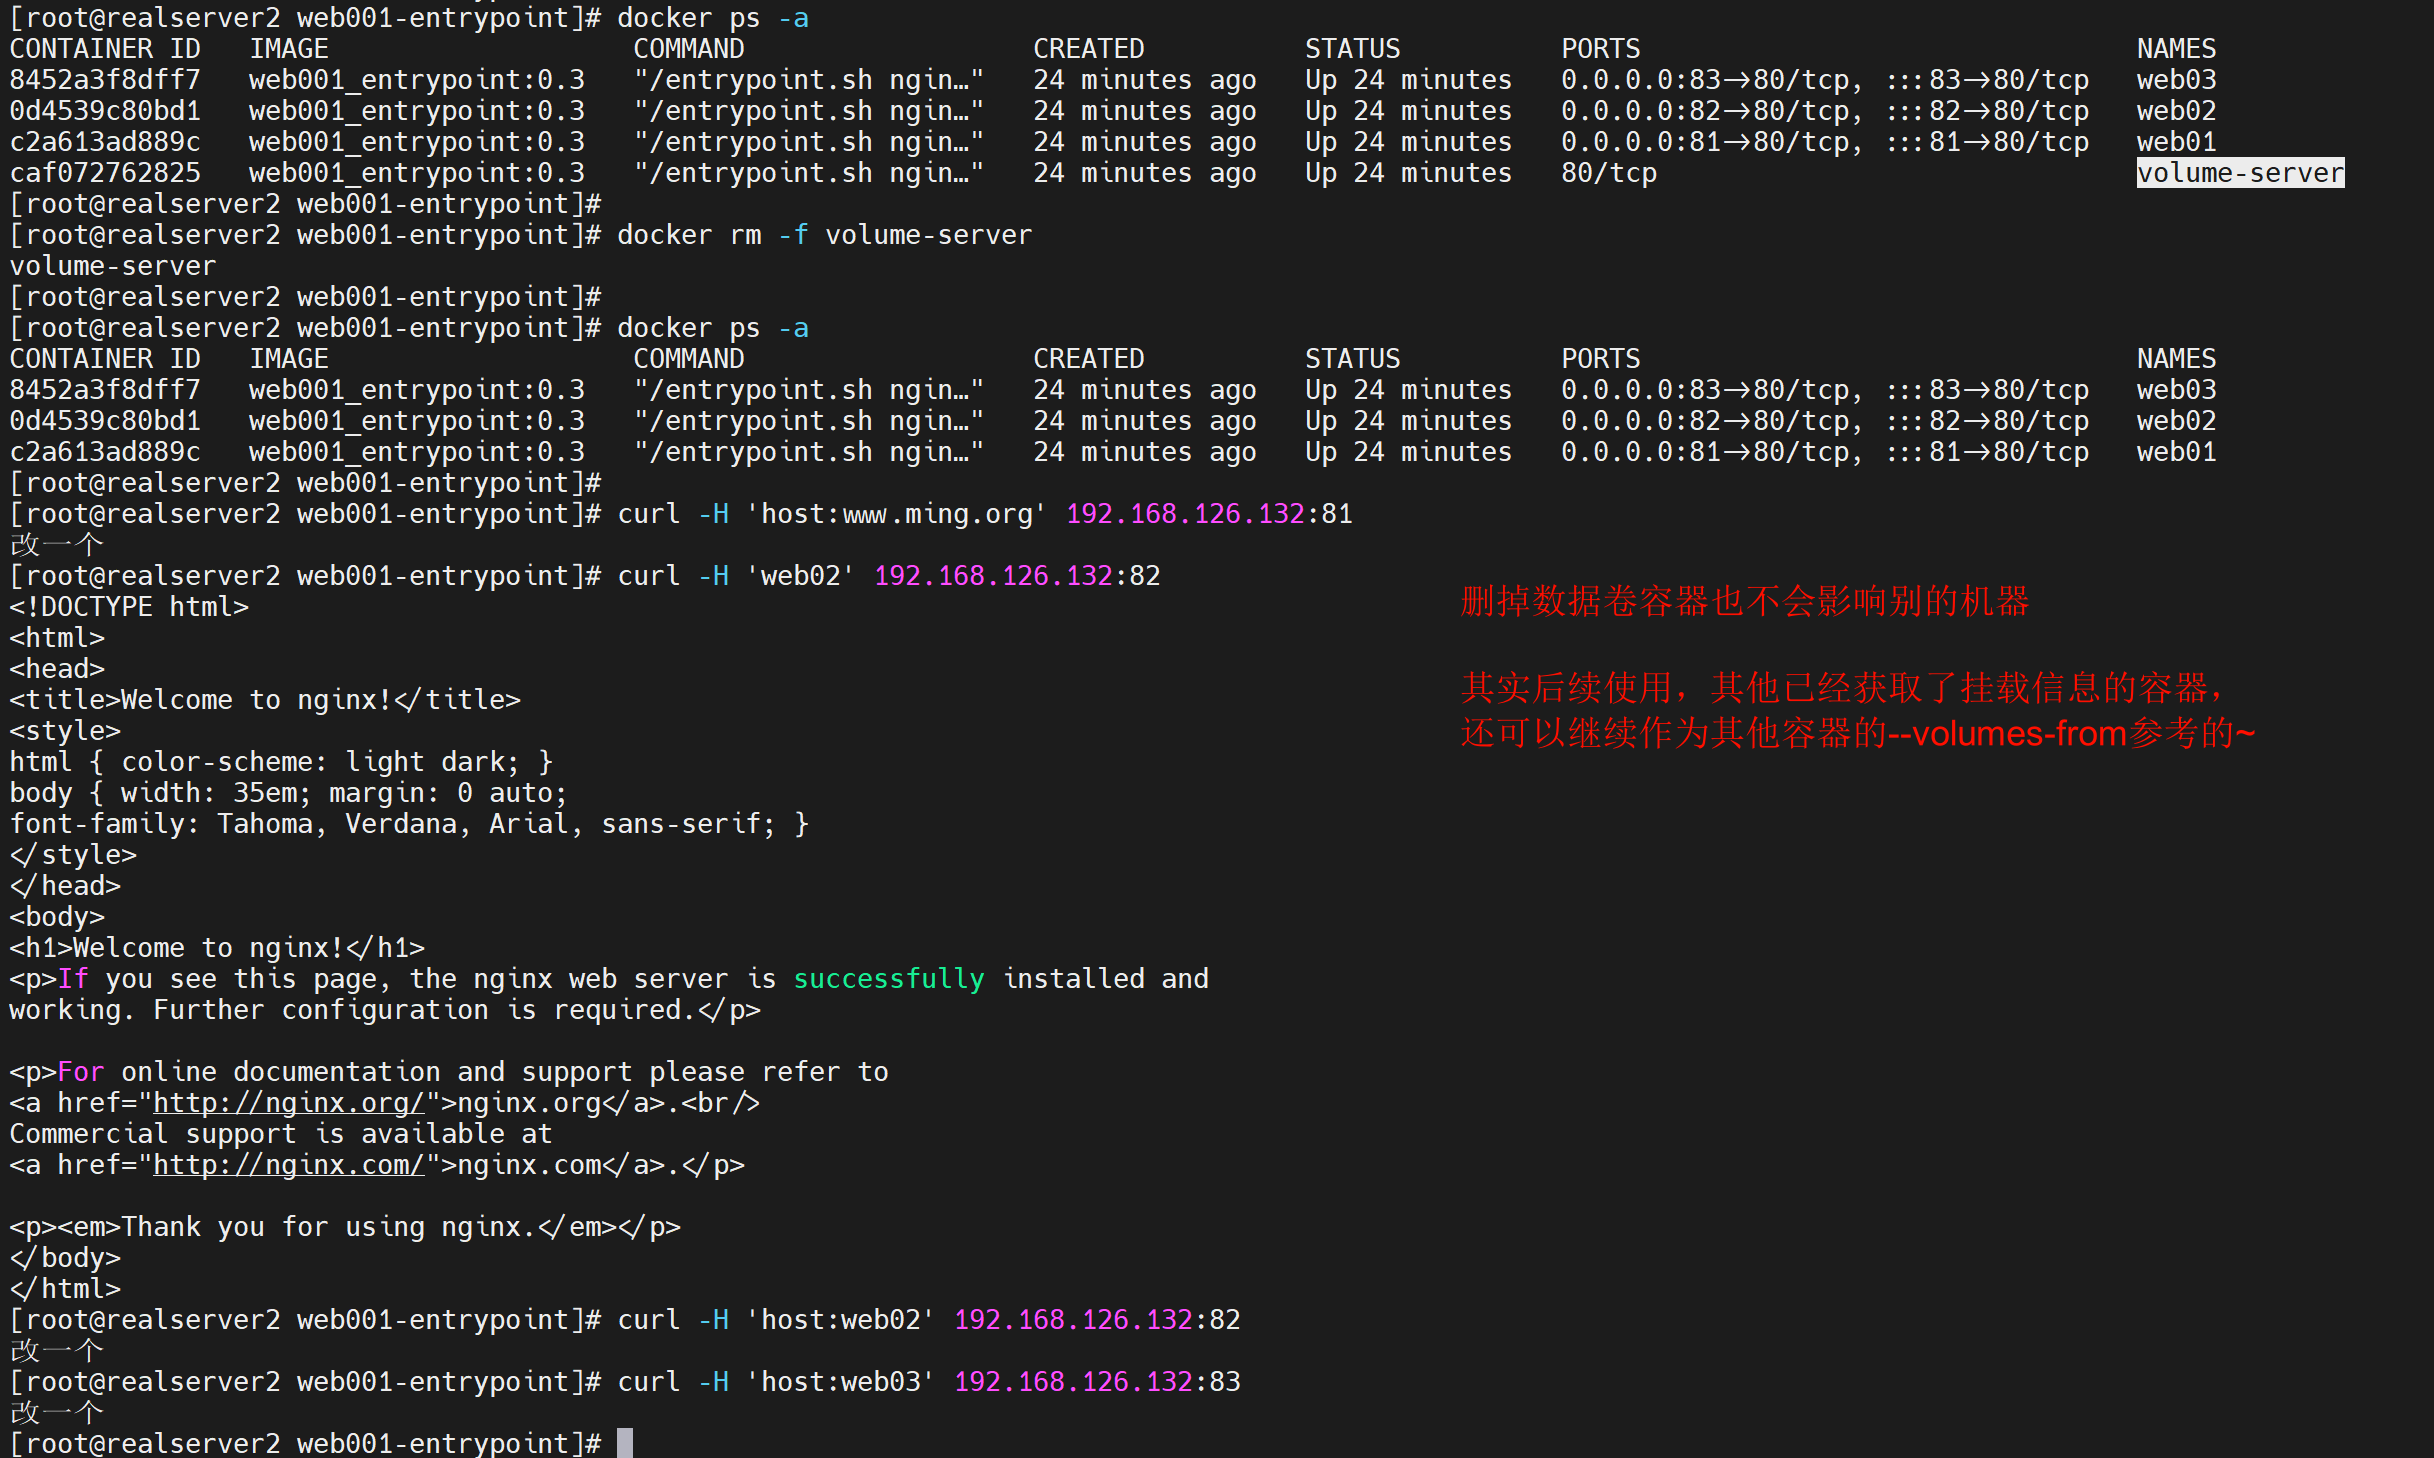 [root@realserver2 web001-entrypoint]# docker ps -a
CONTAINER ID   IMAGE                   COMMAND                  CREATED          STATUS          PORTS                               NAMES
8452a3f8dff7   web001_entrypoint:0.3   "/entrypoint.sh ngin…"   24 minutes ago   Up 24 minutes   0.0.0.0:83->80/tcp, :::83->80/tcp   web03
0d4539c80bd1   web001_entrypoint:0.3   "/entrypoint.sh ngin…"   24 minutes ago   Up 24 minutes   0.0.0.0:82->80/tcp, :::82->80/tcp   web02
c2a613ad889c   web001_entrypoint:0.3   "/entrypoint.sh ngin…"   24 minutes ago   Up 24 minutes   0.0.0.0:81->80/tcp, :::81->80/tcp   web01
caf072762825   web001_entrypoint:0.3   "/entrypoint.sh ngin…"   24 minutes ago   Up 24 minutes   80/tcp                              volume-server
[root@realserver2 web001-entrypoint]#
[root@realserver2 web001-entrypoint]# docker rm -f volume-server
volume-server
[root@realserver2 web001-entrypoint]#
[root@realserver2 web001-entrypoint]# docker ps -a
CONTAINER ID   IMAGE                   COMMAND                  CREATED          STATUS          PORTS                               NAMES
8452a3f8dff7   web001_entrypoint:0.3   "/entrypoint.sh ngin…"   24 minutes ago   Up 24 minutes   0.0.0.0:83->80/tcp, :::83->80/tcp   web03
0d4539c80bd1   web001_entrypoint:0.3   "/entrypoint.sh ngin…"   24 minutes ago   Up 24 minutes   0.0.0.0:82->80/tcp, :::82->80/tcp   web02
c2a613ad889c   web001_entrypoint:0.3   "/entrypoint.sh ngin…"   24 minutes ago   Up 24 minutes   0.0.0.0:81->80/tcp, :::81->80/tcp   web01
[root@realserver2 web001-entrypoint]#
[root@realserver2 web001-entrypoint]# curl -H 'host:www.ming.org' 192.168.126.132:81
改一个
[root@realserver2 web001-entrypoint]# curl -H 'web02' 192.168.126.132:82
<!DOCTYPE html>
<html>
<head>
<title>Welcome to nginx!</title>
<style>
html { color-scheme: light dark; }
body { width: 35em; margin: 0 auto;
font-family: Tahoma, Verdana, Arial, sans-serif; }
</style>
</head>
<body>
<h1>Welcome to nginx!</h1>
<p>If you see this page, the nginx web server is successfully installed and
working. Further configuration is required.</p>
<p>For online documentation and support please refer to
<a href="http://nginx.org/">nginx.org</a>.<br/>
Commercial support is available at
<a href="http://nginx.com/">nginx.com</a>.</p>
<p><em>Thank you for using nginx.</em></p>
</body>
</html>
[root@realserver2 web001-entrypoint]# curl -H 'host:web02' 192.168.126.132:82
改一个
[root@realserver2 web001-entrypoint]# curl -H 'host:web03' 192.168.126.132:83
改一个
[root@realserver2 web001-entrypoint]#
删掉数据卷容器也不会影响别的机器
其实后续使用，其他已经获取了挂载信息的容器，
还可以继续作为其他容器的--volumes-from参考的~